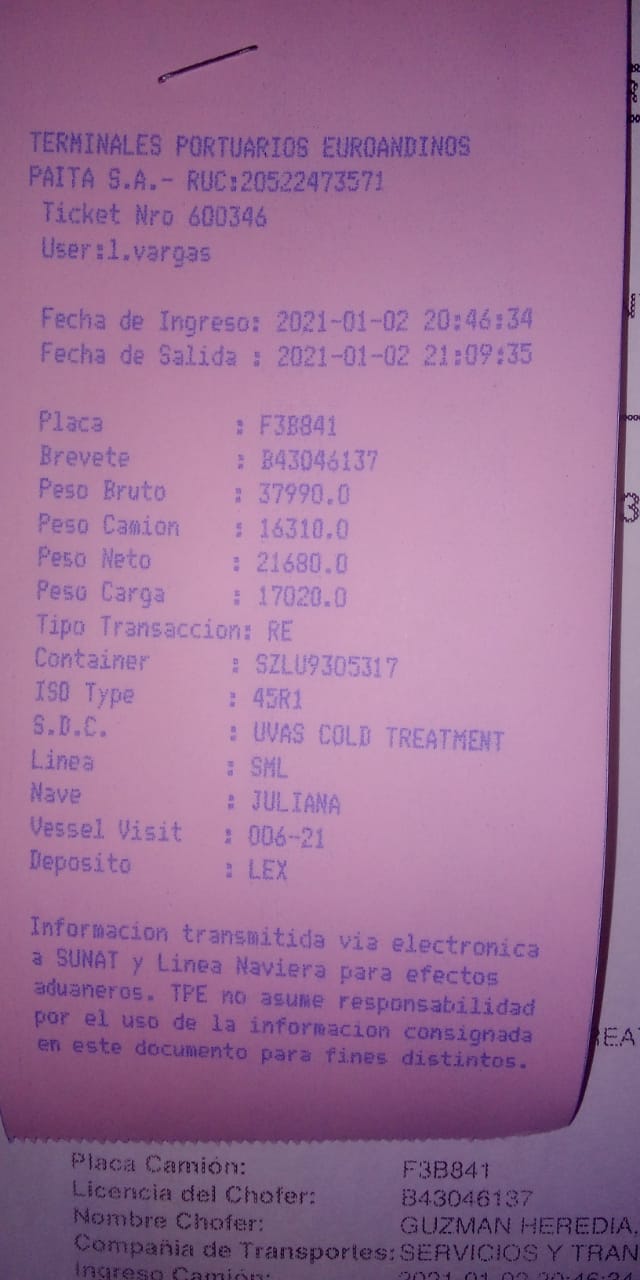 TERMINALES PORTUARIOS EUROANDINOS
PAITA S.A.- RUC:20522473571
Ticket Nro 600346
User:l.vargas
Fecha de Ingreso: 2021-01-02 20:46:34
Fecha de Salida : 2021-01-02 21:09:35
Placa : F3B841
Brevete : B43046137
Peso Bruto : 37990.0
Peso Camion : 16310.0
Peso Neto : 21680.0
Peso Carga : 17020.0
Tipo Transaccion: RE
Container : SZLU9305317
ISO Type : 45R1
S.D.C. : UVAS COLD TREATMENT
Linea : SML
Nave : JULIANA
Vessel Visit : 006-21
Deposito : LEX
Informacion transmitida via electronica
a SUNAT y Linea Naviera para efectos
aduaneros. TPE no asume responsabilidad
por el uso de la informacion consignada
en este documento para fines distintos.
Placa Camión: F3B841
Licencia del Chofer: B43046137
Nombre Chofer: GUZMAN HEREDIA,
Compañia de Transportes: SERVICIOS Y TRAN
Ingreso Camión: